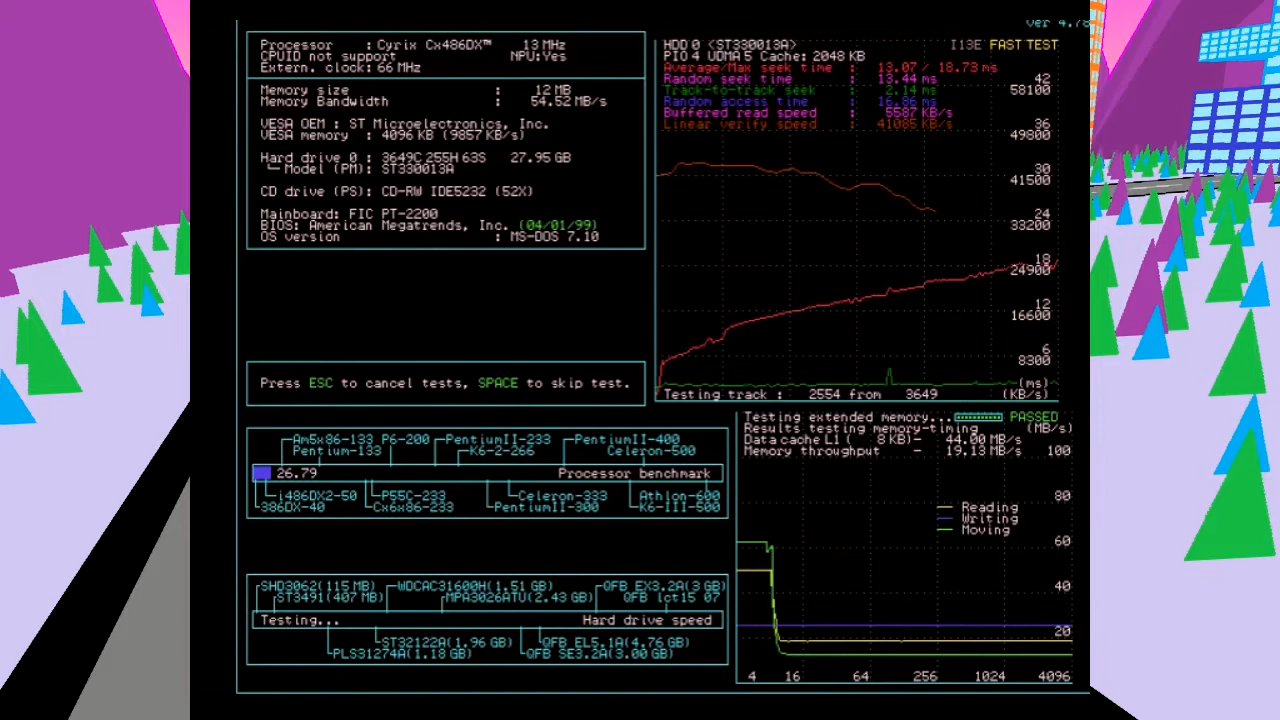 ver 4.78
Processor : Cyrix Cx486DX™ 13 MHz
CPUID not support NPU:Yes
Extern. clock: 66 MHz
Memory size : 12 MB
Memory Bandwidth : 54.52 MB/s
VESA OEM : ST Microelectronics, Inc.
VESA memory : 4096 KB (9857 KB/s)
Hard drive 0 : 3649C 255H 63S 27.95 GB
Model (PM): ST330013A
CD drive (PS): CD-RW IDE5232 (52X)
Mainboard: FIC PT-2200
BIOS: American Megatrends, Inc. (04/01/99)
OS version : MS-DOS 7.10
HDD 0 <ST330013A> I13E FAST TEST
PIO 4 UDMA 5 Cache: 2048 KB
Average/Max seek time : 13.07 / 18.73 ms
Random seek time : 13.44 ms 42
Track-to-track seek : 2.14 ms 58100
Random access time : 16.86 ms
Buffered read speed : 5587 KB/s
Linear verify speed : 41085 KB/s 36
49800
30
41500
24
33200
18
24900
12
16600
6
8300
(ms)
Testing track : 2554 from 3649 (KB/s)
Press ESC to cancel tests, SPACE to skip test.
Am5x86-133 P6-200 PentiumII-233 PentiumII-400
Pentium-133 K6-2-266 Celeron-500
26.79 Processor benchmark
i486DX2-50 P55C-233 Celeron-333 Athlon-600
386DX-40 Cx6x86-233 PentiumII-300 K6-III-500
SHD3062(115 MB) WDCAC31600H(1.51 GB) QFB EX3.2A(3 GB)
ST3491(407 MB) MPA3026ATU(2.43 GB) QFB lct15 07
Testing... Hard drive speed
ST32122A(1.96 GB) QFB EL5.1A(4.76 GB)
PLS31274A(1.18 GB) QFB SE3.2A(3.00 GB)
Testing extended memory... PASSED
Results testing memory-timing (MB/s)
Data cache L1 ( 8 KB)- 44.00 MB/s
Memory throughput - 19.13 MB/s 100
80
Reading
Writing
Moving
60
40
20
4 16 64 256 1024 4096